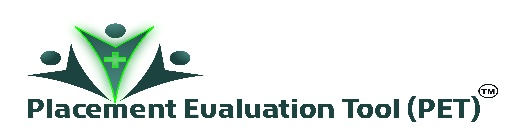 Placement Evaluation Tool (PET)™